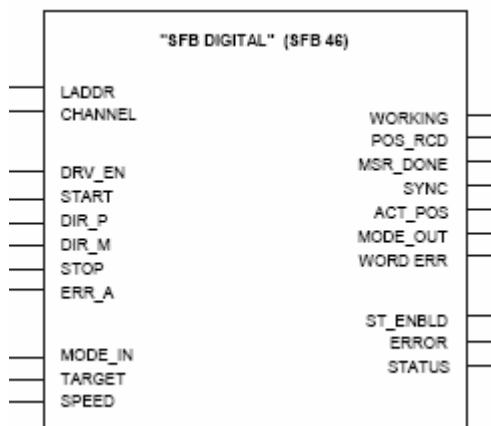 "SFB DIGITAL" (SFB 46)
LADDR
CHANNEL
DRV_EN
START
DIR_P
DIR_M
STOP
ERR_A
MODE_IN
TARGET
SPEED
WORKING
POS_RCD
MSR_DONE
SYNC
ACT_POS
MODE_OUT
WORD ERR
ST_ENBLD
ERROR
STATUS